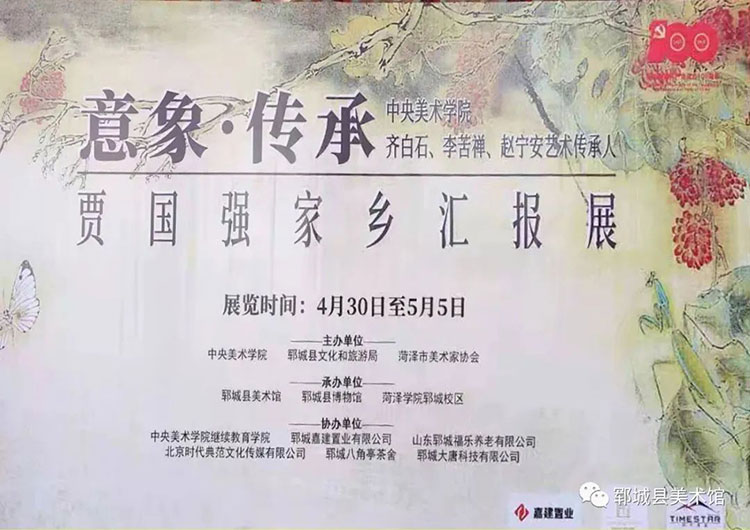 100
意象·传承
中央美术学院
齐白石、李苦禅、赵宁安艺术传承人
贾国强家乡汇报展
展览时间：4月30日至5月5日
主办单位
中央美术学院 郓城县文化和旅游局 菏泽市美术家协会
承办单位
郓城县美术馆 郓城县博物馆 菏泽学院郓城校区
协办单位
中央美术学院继续教育学院 郓城嘉建置业有限公司 山东郓城福乐养老有限公司
北京时代典范文化传媒有限公司 郓城八角亭茶舍 郓城大唐科技有限公司
嘉建置业
TIMESTAR
郓城县美术馆